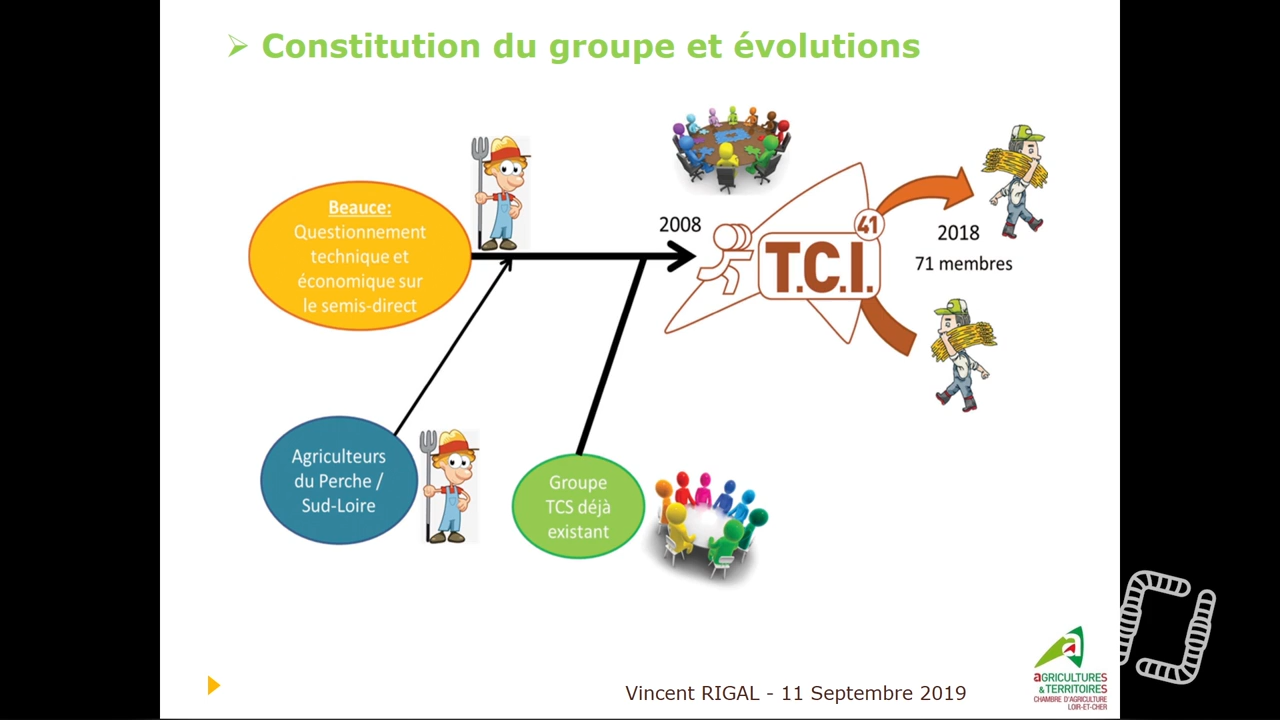 Constitution du groupe et évolutions
Beauce:
Questionnement
technique et
économique sur
le semis-direct
2008
41
T.C.I.
2018
71 membres
Agriculteurs
du Perche /
Sud-Loire
Groupe
TCS déjà
existant
Vincent RIGAL - 11 Septembre 2019
aGRICULTURES
& TERRITOIRES
CHAMBRE D'AGRICULTURE
LOIR-ET-CHER